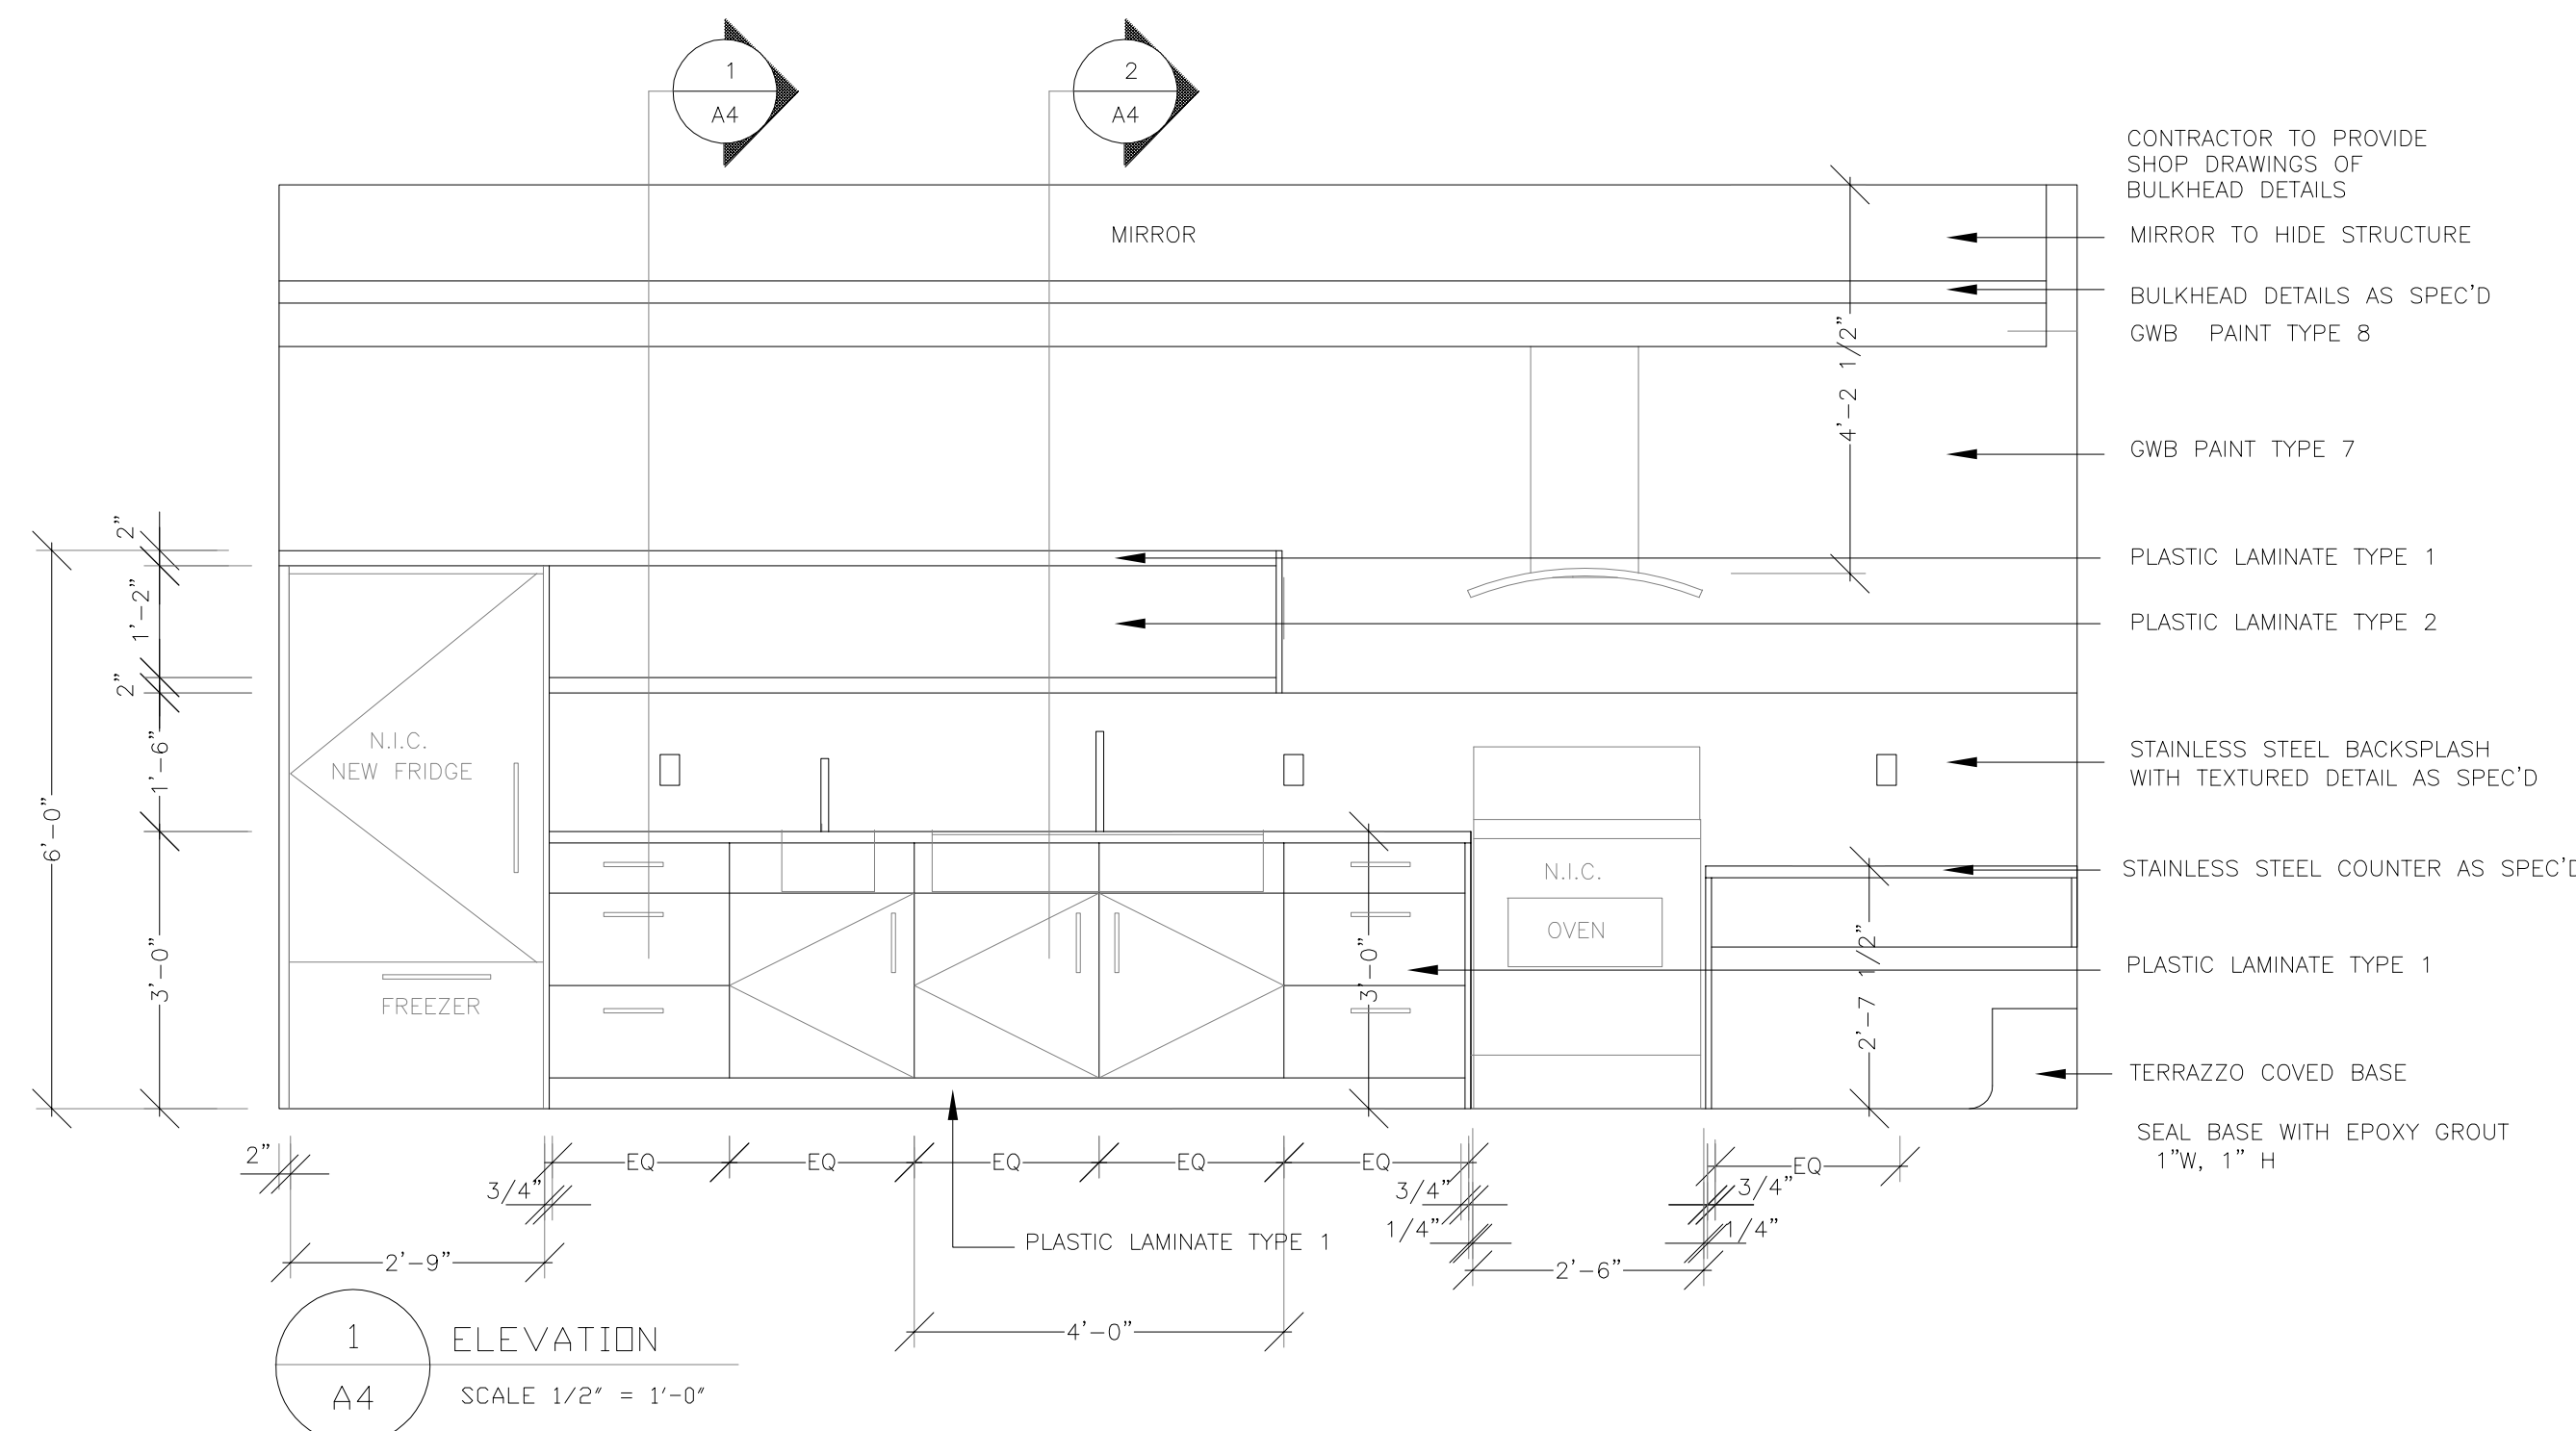 1
A4
2
A4
CONTRACTOR TO PROVIDE
SHOP DRAWINGS OF
BULKHEAD DETAILS
MIRROR
MIRROR TO HIDE STRUCTURE
BULKHEAD DETAILS AS SPEC'D
GWB PAINT TYPE 8
4'-2 1/2"
GWB PAINT TYPE 7
2"
PLASTIC LAMINATE TYPE 1
1'-2"
PLASTIC LAMINATE TYPE 2
2"
N.I.C.
NEW FRIDGE
1'-6"
STAINLESS STEEL BACKSPLASH
WITH TEXTURED DETAIL AS SPEC'D
6'-0"
N.I.C.
STAINLESS STEEL COUNTER AS SPEC'D
OVEN
3'-0"
3'-0"
2'-7 1/2"
PLASTIC LAMINATE TYPE 1
FREEZER
TERRAZZO COVED BASE
SEAL BASE WITH EPOXY GROUT
1"W, 1" H
2"
EQ
EQ
EQ
EQ
EQ
EQ
3/4"
3/4"
3/4"
1/4"
1/4"
PLASTIC LAMINATE TYPE 1
2'-9"
2'-6"
4'-0"
1
A4
ELEVATION
SCALE 1/2" = 1'-0"